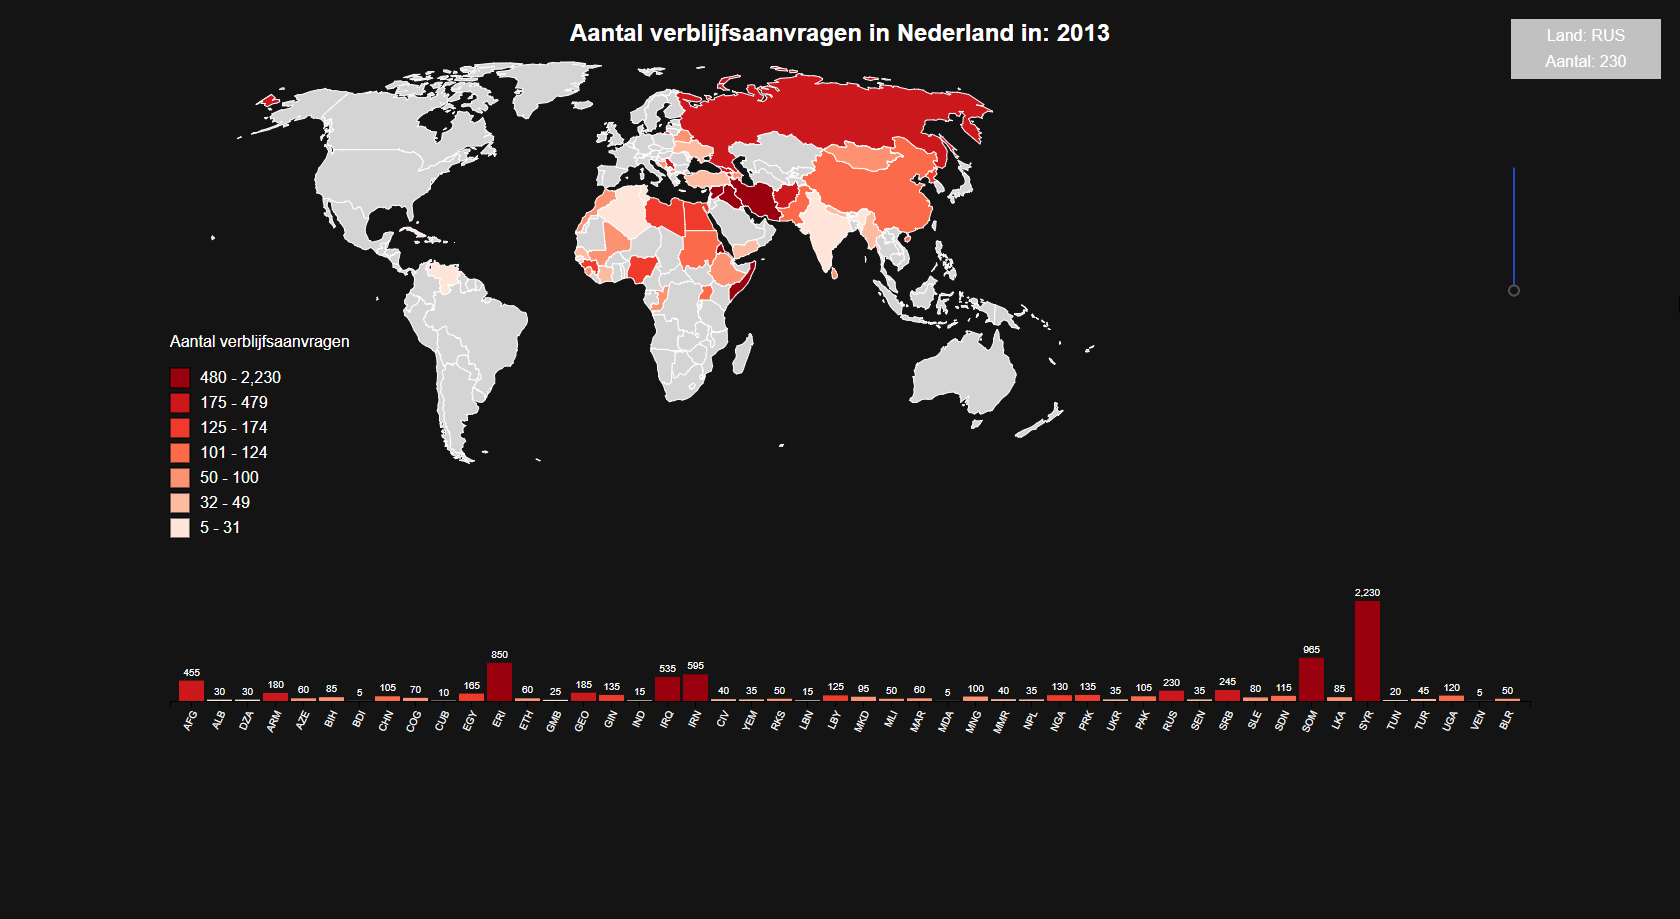 Aantal verblijfsaanvragen in Nederland in: 2013
Land: RUS
Aantal: 230
Aantal verblijfsaanvragen
480 - 2,230
175 - 479
125 - 174
101 - 124
50 - 100
32 - 49
5 - 31
455 30 30 180 60 85 5 105 70 10 165 850 60 25 185 135 15 535 595 40 35 50 15 125 95 50 60 5 100 40 35 130 135 35 105 230 35 245 80 115 965 85 2,230 20 45 120 5 50
AFG ALB DZA ARM AZE BIH BDI CHN COG CUB EGY ERI ETH GMB GEO GIN IND IRQ IRN CIV YEM RKS LBN LBY MKD MLI MAR MDA MNG MMR NPL NGA PRK UKR PAK RUS SEN SRB SLE SDN SOM LKA SYR TUN TUR UGA VEN BLR